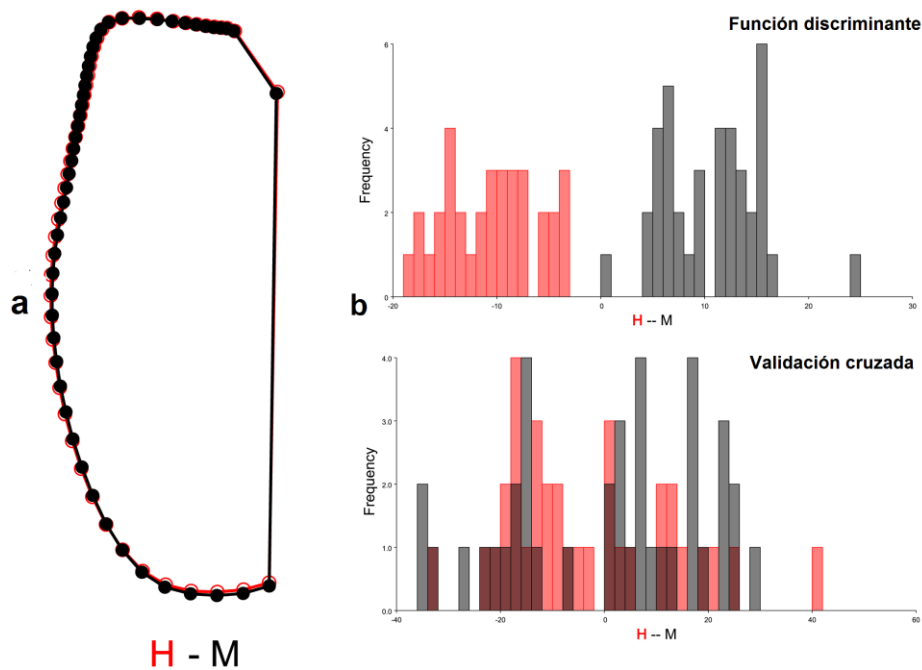 a
H - M
b
Función discriminante
Frequency
6
4
2
0
-20
-10
0
10
20
30
H -- M
Validación cruzada
Frequency
4.0
3.0
2.0
1.0
0.0
-40
-20
0
20
40
60
H -- M